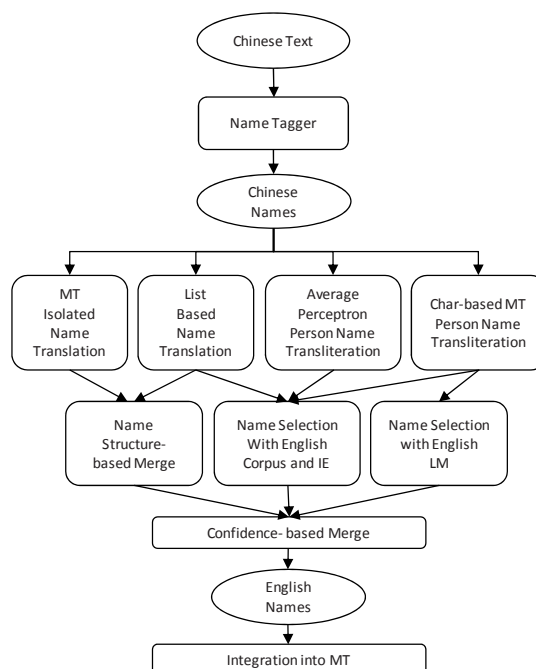 Chinese Text
Name Tagger
Chinese
Names
MT
Isolated
Name
Translation
List
Based
Name
Translation
Average
Perceptron
Person Name
Transliteration
Char-based MT
Person Name
Transliteration
Name
Structure-
based Merge
Name Selection
With English
Corpus and IE
Name Selection
with English
LM
Confidence- based Merge
English
Names
Integration into MT